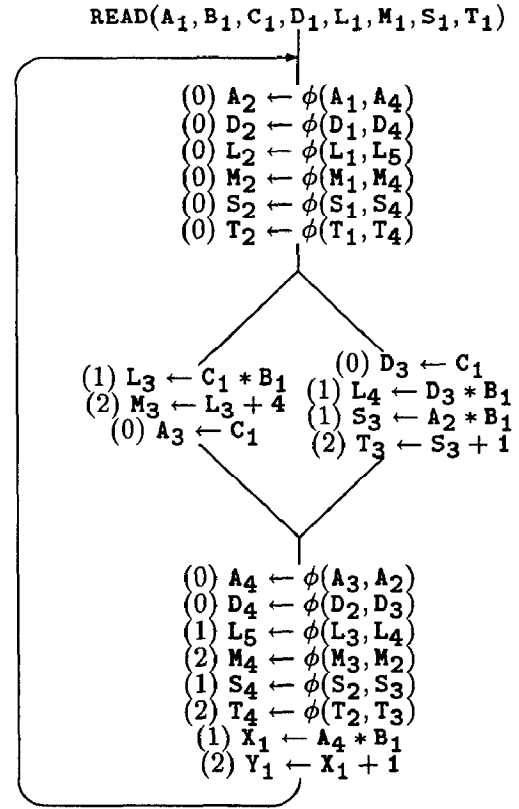 READ(A₁,B₁,C₁,D₁,L₁,M₁,S₁,T₁)
(0) A₂ ← ϕ(A₁, A₄)
(0) D₂ ← ϕ(D₁, D₄)
(0) L₂ ← ϕ(L₁, L₅)
(0) M₂ ← ϕ(M₁, M₄)
(0) S₂ ← ϕ(S₁, S₄)
(0) T₂ ← ϕ(T₁, T₄)
(1) L₃ ← C₁ * B₁
(2) M₃ ← L₃ + 4
(0) A₃ ← C₁
(0) D₃ ← C₁
(1) L₄ ← D₃ * B₁
(1) S₃ ← A₂ * B₁
(2) T₃ ← S₃ + 1
(0) A₄ ← ϕ(A₃, A₂)
(0) D₄ ← ϕ(D₂, D₃)
(1) L₅ ← ϕ(L₃, L₄)
(2) M₄ ← ϕ(M₃, M₂)
(1) S₄ ← ϕ(S₂, S₃)
(2) T₄ ← ϕ(T₂, T₃)
(1) X₁ ← A₄ * B₁
(2) Y₁ ← X₁ + 1